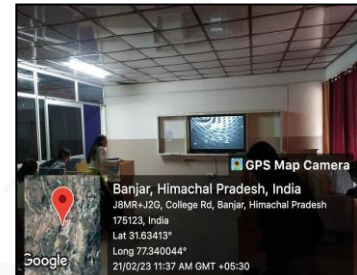 GPS Map Camera
Banjar, Himachal Pradesh, India
J8MR+J2G, College Rd, Banjar, Himachal Pradesh
175123, India
Lat 31.63413°
Long 77.340044°
21/02/23 11:37 AM GMT +05:30
Google